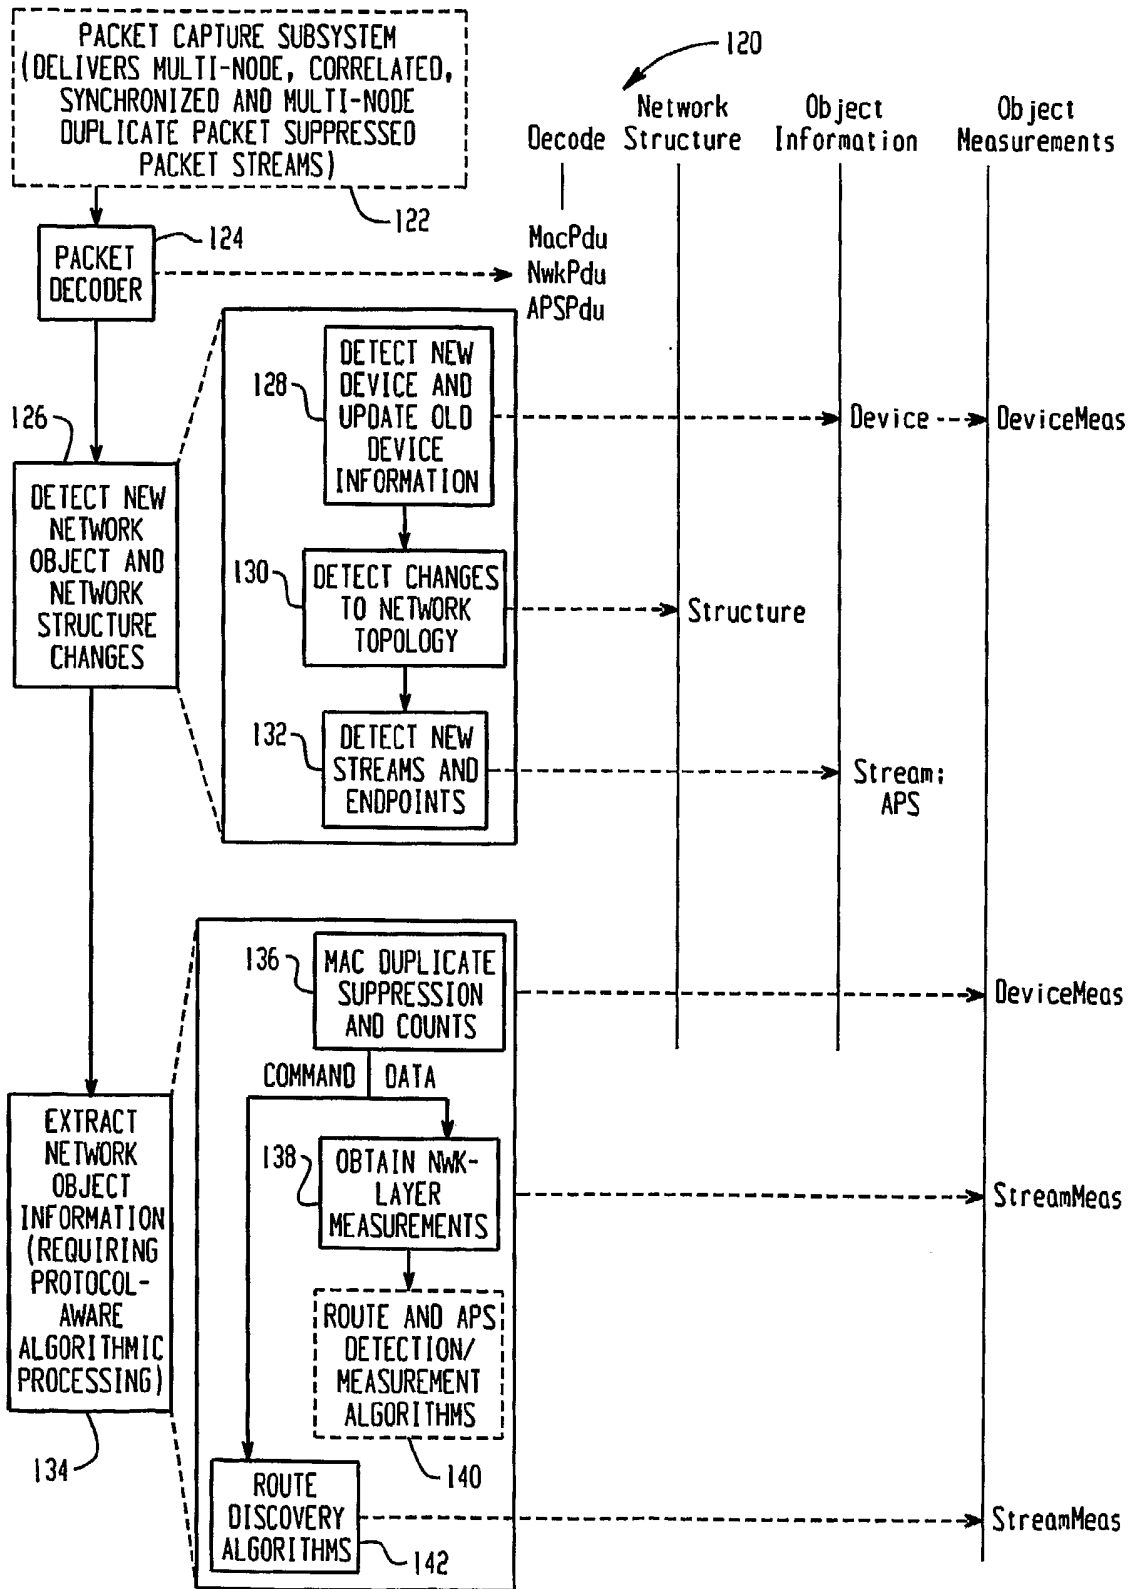 PACKET CAPTURE SUBSYSTEM
(DELIVERS MULTI-NODE, CORRELATED,
SYNCHRONIZED AND MULTI-NODE
DUPLICATE PACKET SUPPRESSED
PACKET STREAMS)
122
120
Decode
Network
Structure
Object
Information
Object
Measurements
PACKET
DECODER
124
MacPdu
NwkPdu
APSPdu
126
DETECT NEW
NETWORK
OBJECT AND
NETWORK
STRUCTURE
CHANGES
128
DETECT NEW
DEVICE AND
UPDATE OLD
DEVICE
INFORMATION
Device
DeviceMeas
130
DETECT CHANGES
TO NETWORK
TOPOLOGY
Structure
132
DETECT NEW
STREAMS AND
ENDPOINTS
Stream;
APS
136
MAC DUPLICATE
SUPPRESSION
AND COUNTS
DeviceMeas
COMMAND
DATA
EXTRACT
NETWORK
OBJECT
INFORMATION
(REQUIRING
PROTOCOL-
AWARE
ALGORITHMIC
PROCESSING)
134
138
OBTAIN NWK-
LAYER
MEASUREMENTS
StreamMeas
ROUTE AND APS
DETECTION/
MEASUREMENT
ALGORITHMS
140
ROUTE
DISCOVERY
ALGORITHMS
142
StreamMeas